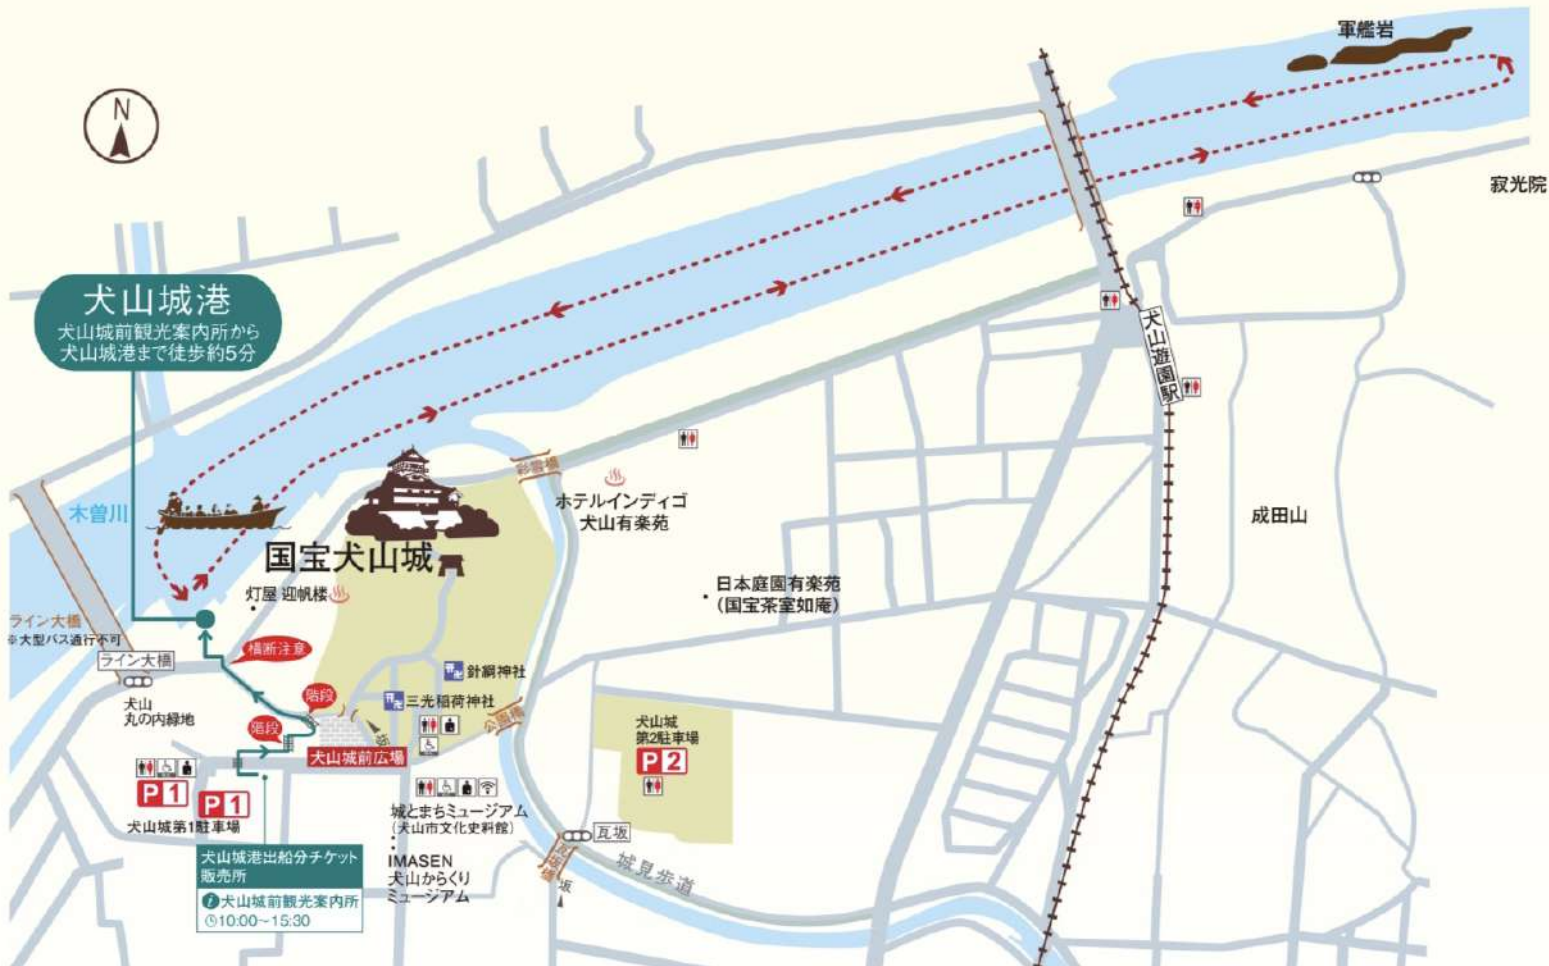 軍艦岩
N
寂光院
犬山城港
犬山城前観光案内所から
犬山城港まで徒歩約5分
犬山遊園駅
彩雲橋
木曽川
ホテルインディゴ
犬山有楽苑
成田山
国宝犬山城
灯屋 迎帆楼
日本庭園有楽苑
(国宝茶室如庵)
ライン大橋
※大型バス通行不可
横断注意
ライン大橋
針綱神社
階段
三光稲荷神社
犬山
丸の内緑地
公園橋
階段
坂
犬山城
第2駐車場
P2
犬山城前広場
P1
P1
犬山城第1駐車場
城とまちミュージアム
(犬山市文化史料館)
瓦坂
瓦坂橋
城見歩道
坂
犬山城港出船分チケット
販売所
i犬山城前観光案内所
10:00~15:30
IMASEN
犬山からくり
ミュージアム